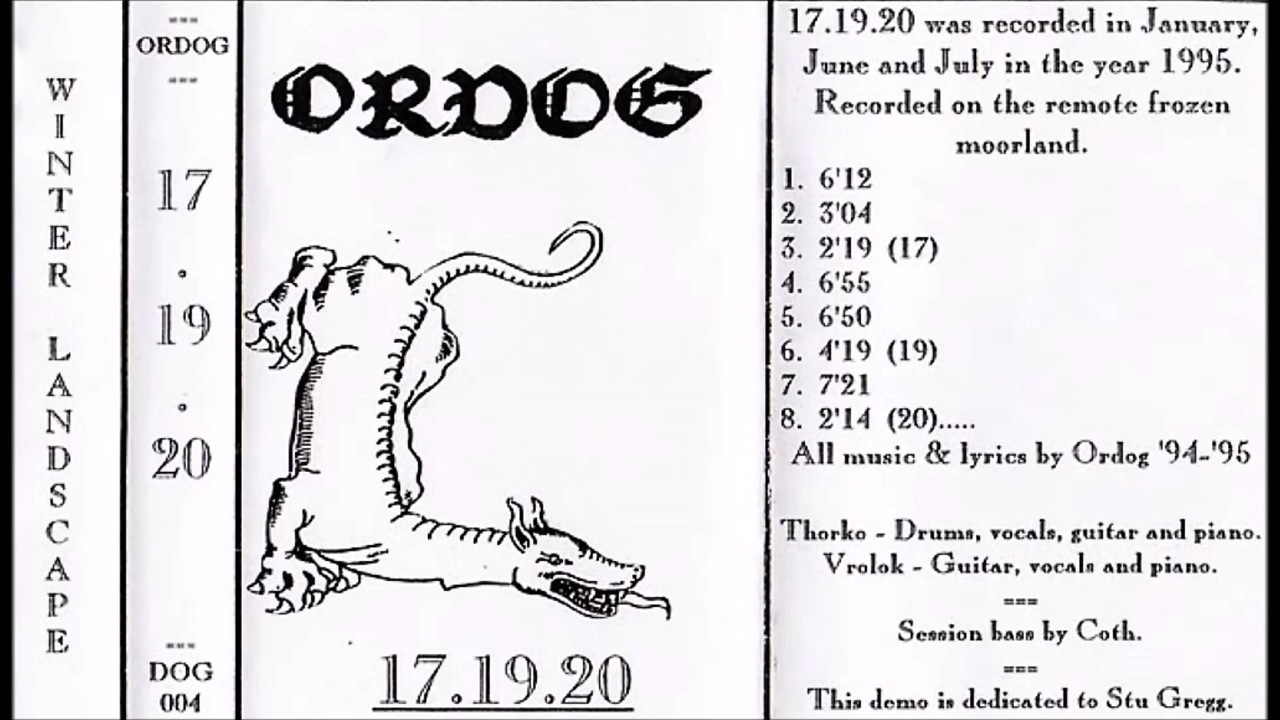 WINTER LANDSCAPE
===
ORDOG
===
17
.
19
.
20
===
DOG
004
ORDOG
17.19.20
17.19.20 was recorded in January,
June and July in the year 1995.
Recorded on the remote frozen
moorland.
1. 6'12
2. 3'04
3. 2'19 (17)
4. 6'55
5. 6'50
6. 4'19 (19)
7. 7'21
8. 2'14 (20).....
All music & lyrics by Ordog '94-'95
Thorko - Drums, vocals, guitar and piano.
Vrolok - Guitar, vocals and piano.
===
Session bass by Coth.
===
This demo is dedicated to Stu Gregg.